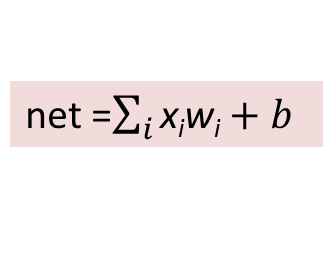 net =∑ᵢ xᵢwᵢ + b